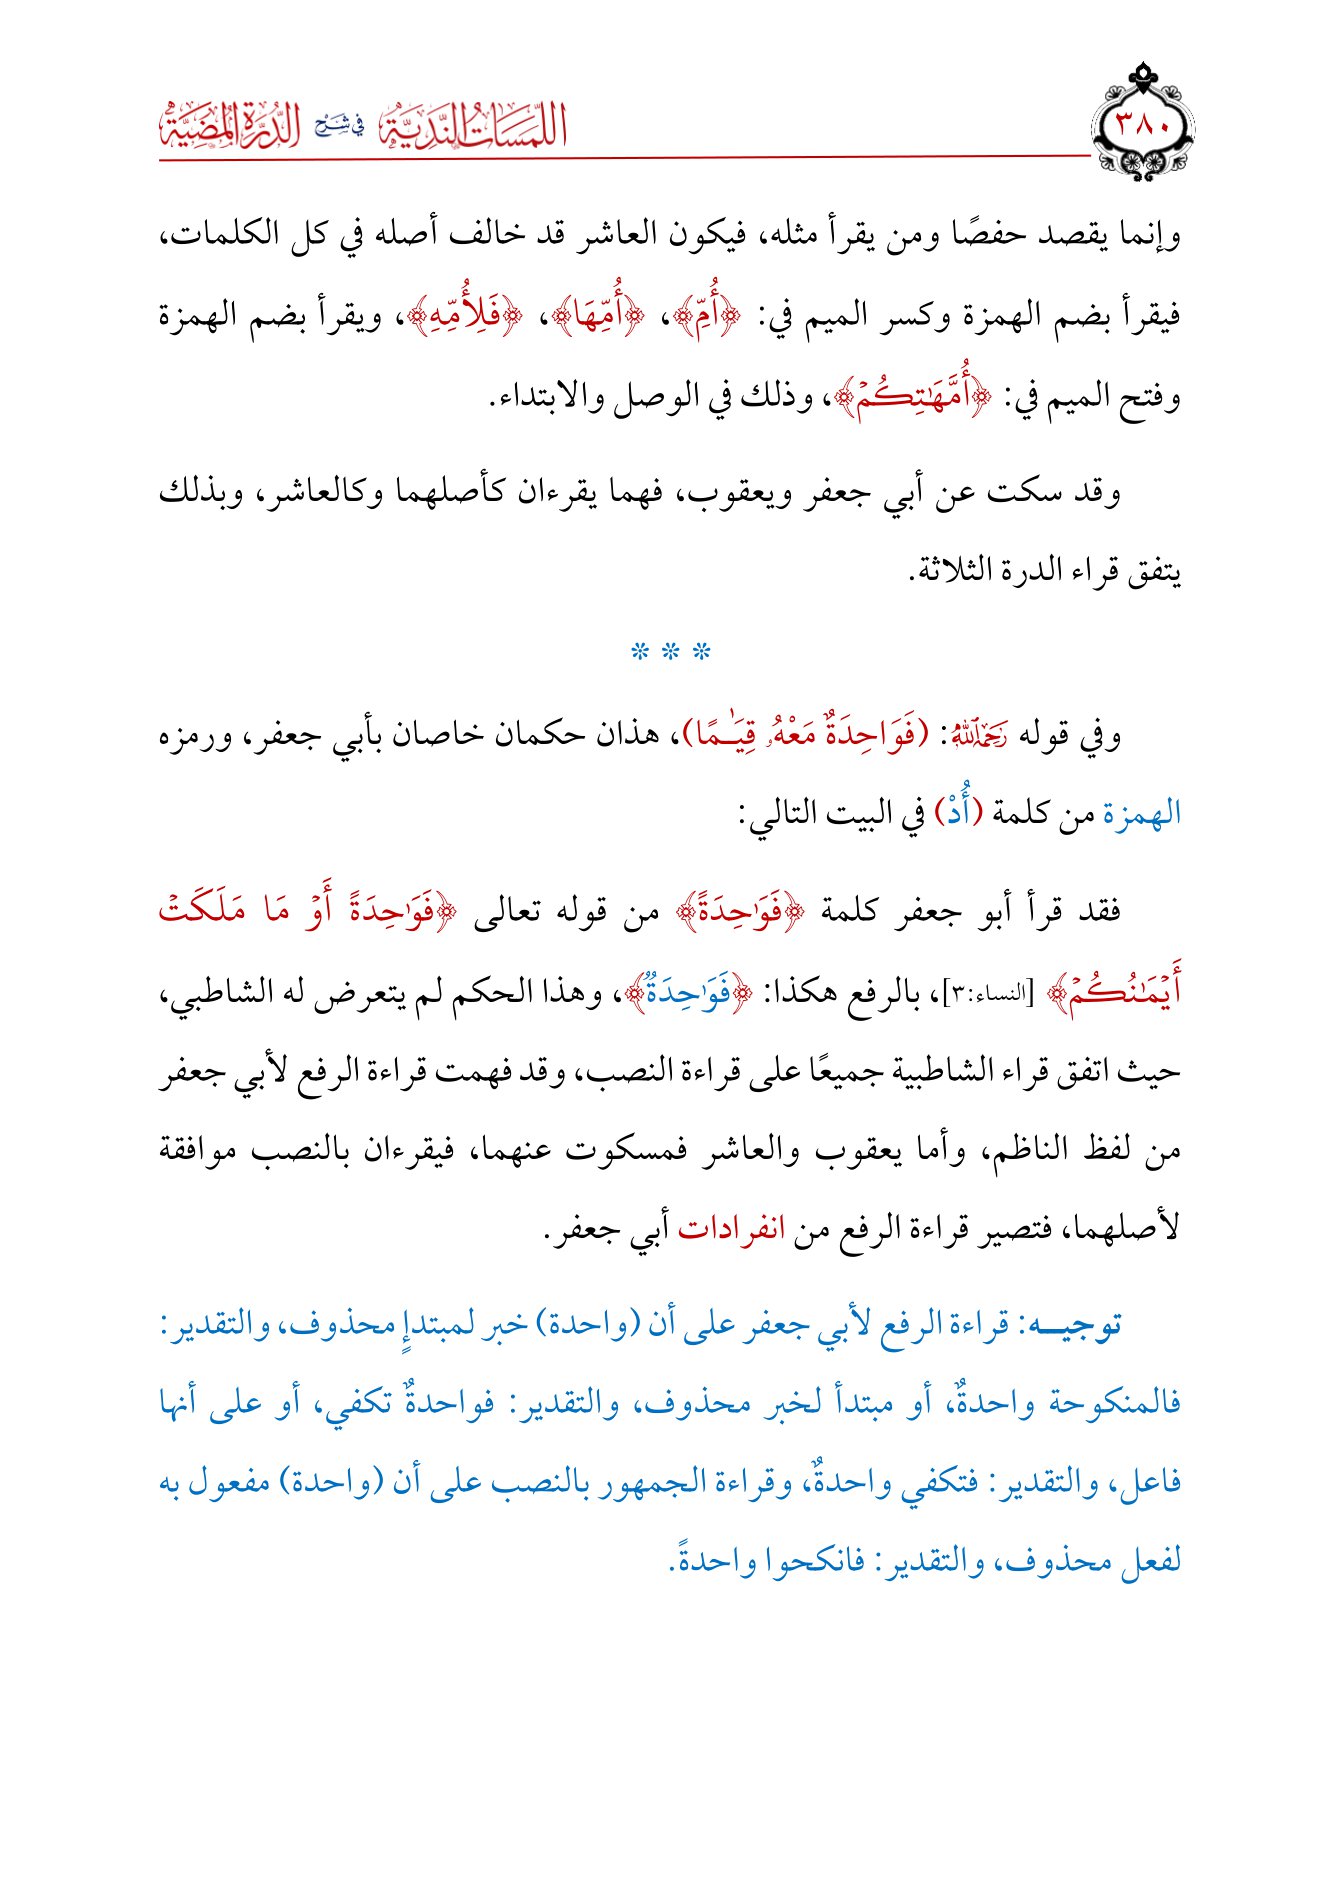 ٣٨٠
اللمسات الندية في شرح الدرة المضية
وإنما يقصد حفصًا ومن يقرأ مثله، فيكون العاشر قد خالف أصله في كل الكلمات،
فيقرأ بضم الهمزة وكسر الميم في: ﴿أُمِّ﴾، ﴿أُمِّهَا﴾، ﴿فَلِأُمِّهِ﴾، ويقرأ بضم الهمزة
وفتح الميم في: ﴿أُمَّهَٰتِكُمۡ﴾، وذلك في الوصل والابتداء.
وقد سكت عن أبي جعفر ويعقوب، فهما يقرءان كأصلهما وكالعاشر، وبذلك
يتفق قراء الدرة الثلاثة.
* * *
وفي قوله رَحِمَهُ ٱللَّهُ: (فَوَاحِدَةٌ مَعْهُۥ قِيَـٰمًا)، هذان حكمان خاصان بأبي جعفر، ورمزه
الهمزة من كلمة (أُدْ) في البيت التالي:
فقد قرأ أبو جعفر كلمة ﴿فَوَٰحِدَةً﴾ من قوله تعالى ﴿فَوَٰحِدَةً أَوۡ مَا مَلَكَتۡ
أَيۡمَٰنُكُمۡ﴾ [النساء:٣]، بالرفع هكذا: ﴿فَوَٰحِدَةٌ﴾، وهذا الحكم لم يتعرض له الشاطبي،
حيث اتفق قراء الشاطبية جميعًا على قراءة النصب، وقد فهمت قراءة الرفع لأبي جعفر
من لفظ الناظم، وأما يعقوب والعاشر فمسكوت عنهما، فيقرءان بالنصب موافقة
لأصلهما، فتصير قراءة الرفع من انفرادات أبي جعفر.
توجيـه: قراءة الرفع لأبي جعفر على أن (واحدة) خبر لمبتدإٍ محذوف، والتقدير:
فالمنكوحة واحدةٌ، أو مبتدأ لخبر محذوف، والتقدير: فواحدةٌ تكفي، أو على أنها
فاعل، والتقدير: فتكفي واحدةٌ، وقراءة الجمهور بالنصب على أن (واحدة) مفعول به
لفعل محذوف، والتقدير: فانكحوا واحدةً.